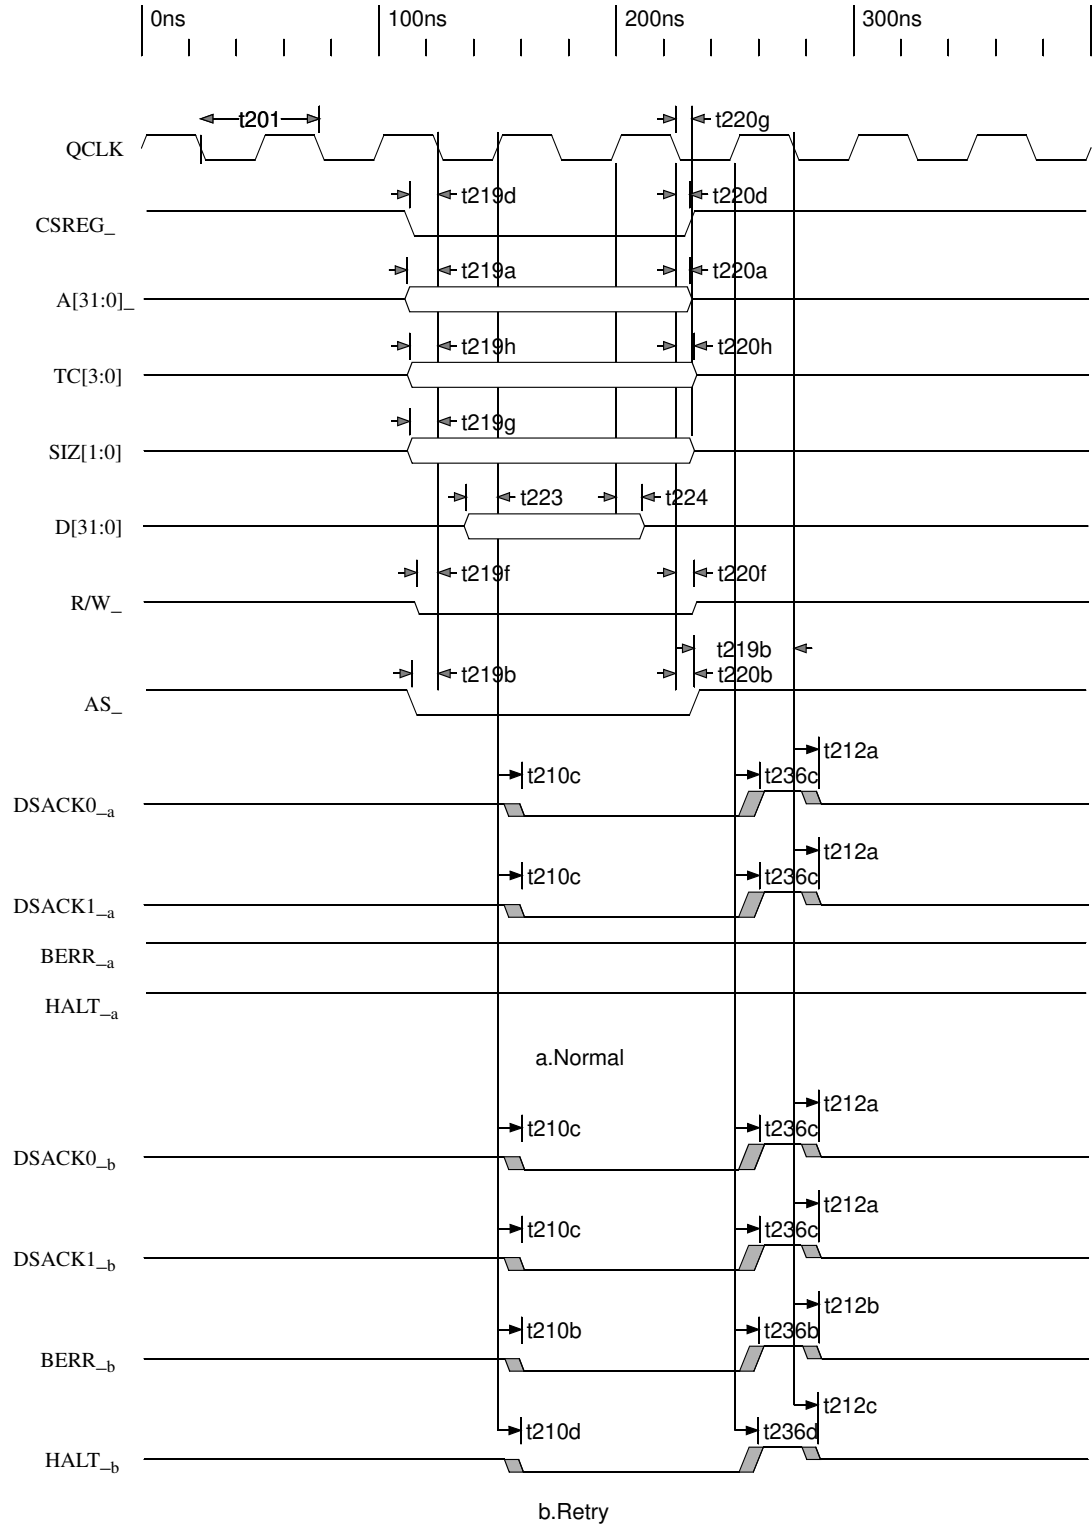 0ns 100ns 200ns 300ns
t201 t220g
QCLK
t219d t220d
CSREG_
t219a t220a
A[31:0]_
t219h t220h
TC[3:0]
t219g
SIZ[1:0]
t223 t224
D[31:0]
t219f t220f
R/W_
t219b
t219b t220b
AS_
t212a
t210c t236c
DSACK0_a
t212a
t210c t236c
DSACK1_a
BERR_a
HALT_a
a.Normal
t212a
t210c t236c
DSACK0_b
t212a
t210c t236c
DSACK1_b
t212b
t210b t236b
BERR_b
t212c
t210d t236d
HALT_b
b.Retry